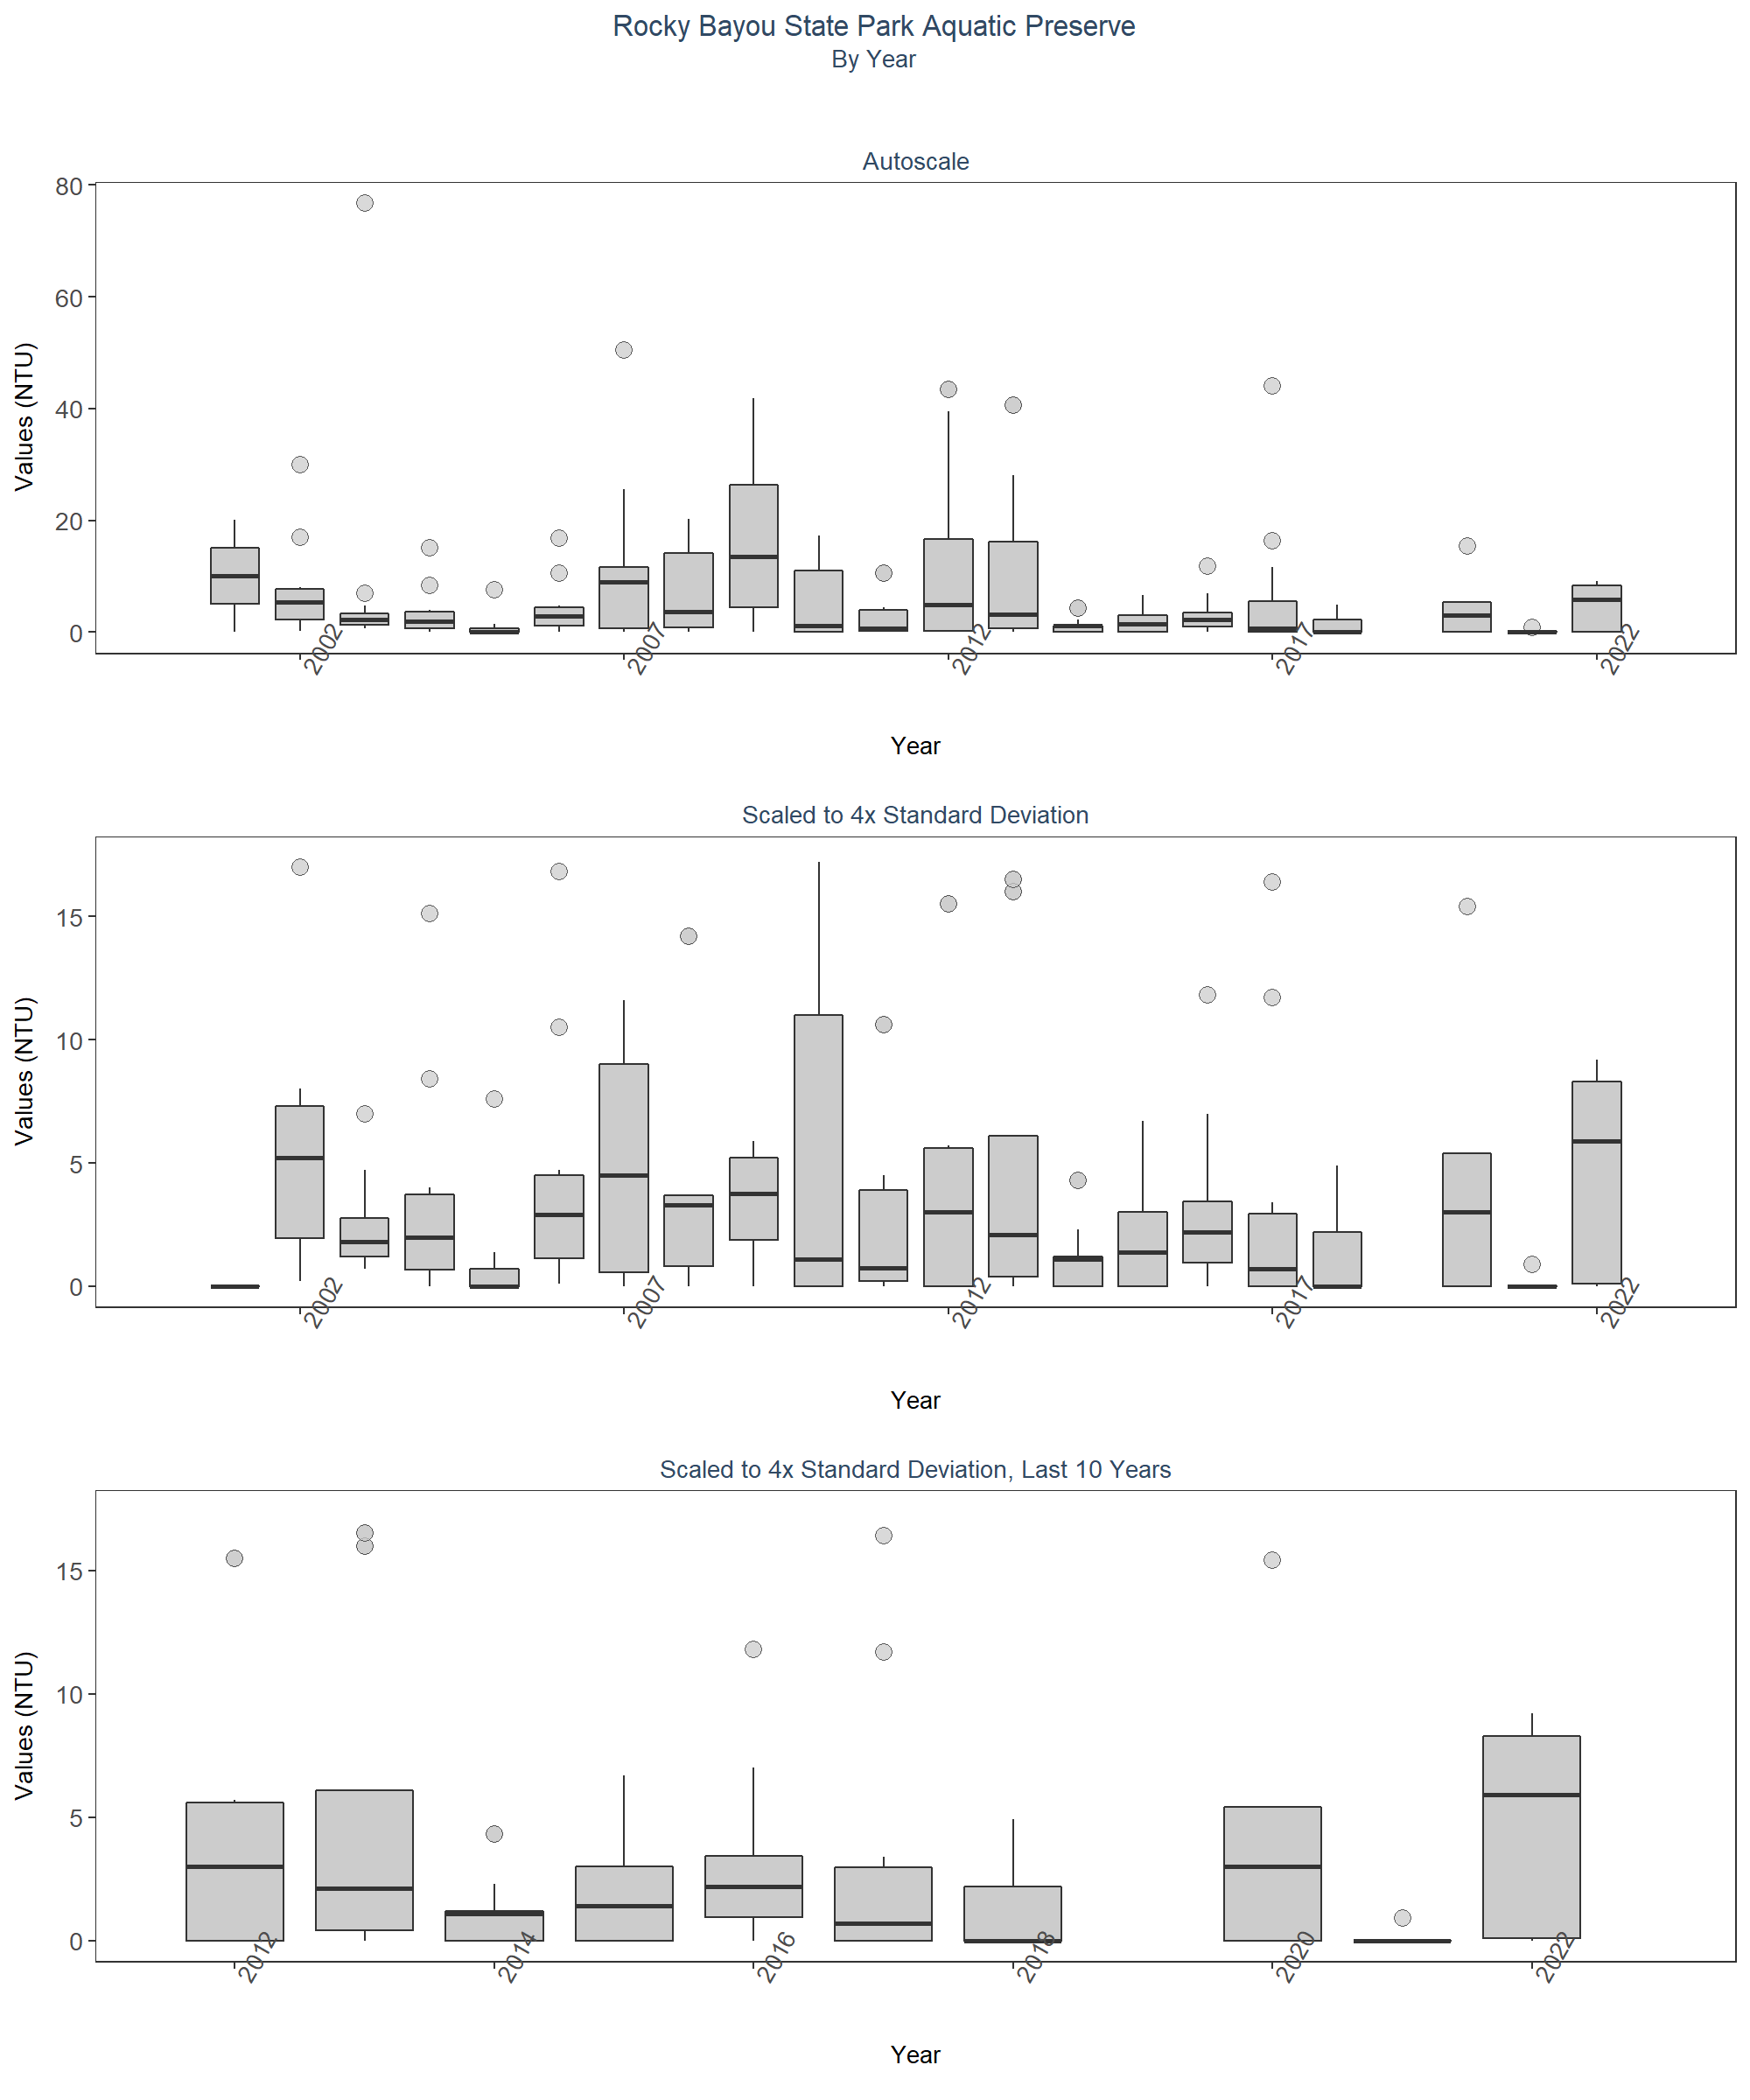 Rocky Bayou State Park Aquatic Preserve
By Year
Autoscale
Values (NTU)
80
60
40
20
0
2002
2007
2012
2017
2022
Year
Scaled to 4x Standard Deviation
Values (NTU)
15
10
5
0
2002
2007
2012
2017
2022
Year
Scaled to 4x Standard Deviation, Last 10 Years
Values (NTU)
15
10
5
0
2012
2014
2016
2018
2020
2022
Year